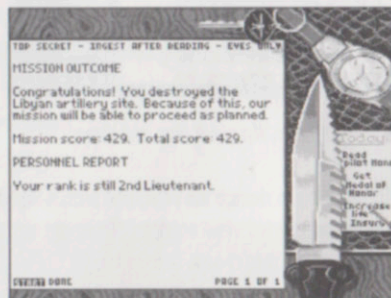 TOP SECRET - INGEST AFTER READING - EYES ONLY
MISSION OUTCOME
Congratulations! You destroyed the
Libyan artillery site. Because of this, our
mission will be able to proceed as planned.
Mission score: 429. Total score: 429.
PERSONNEL REPORT
Your rank is still 2nd Lieutenant.
DONE
PAGE 1 OF 1
Today
Read
Get
Medal of
Honor
Increase